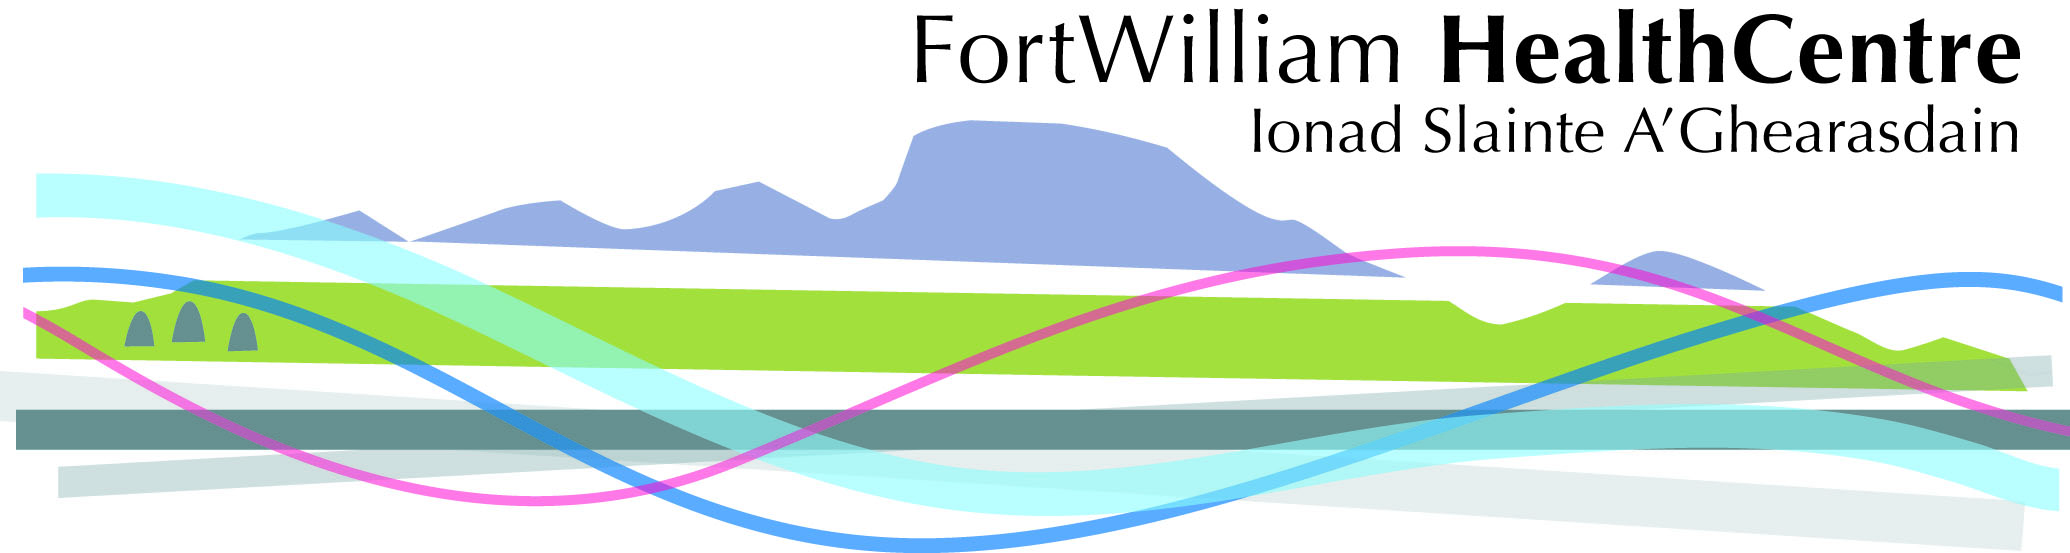 FortWilliam HealthCentre
Ionad Slainte A’Ghearasdain